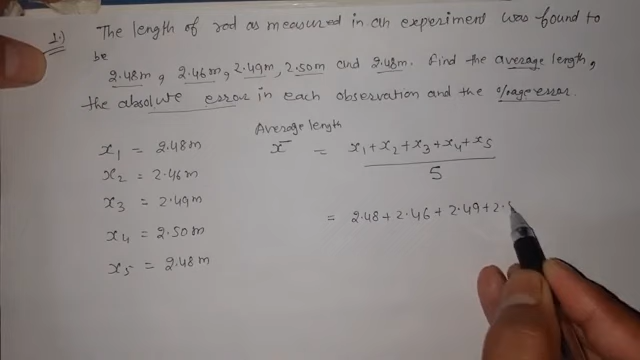 1.) The length of rod as measured in an experiment was found to
be
2.48m, 2.46m, 2.49m, 2.50m and 2.48m. Find the average length,
the absolute error in each observation and the %age error.
Average length
x₁ = 2.48m
x̄ = x₁ + x₂ + x₃ + x₄ + x₅
5
x₂ = 2.46m
x₃ = 2.49m
= 2.48 + 2.46 + 2.49 + 2.5
x₄ = 2.50m
x₅ = 2.48m